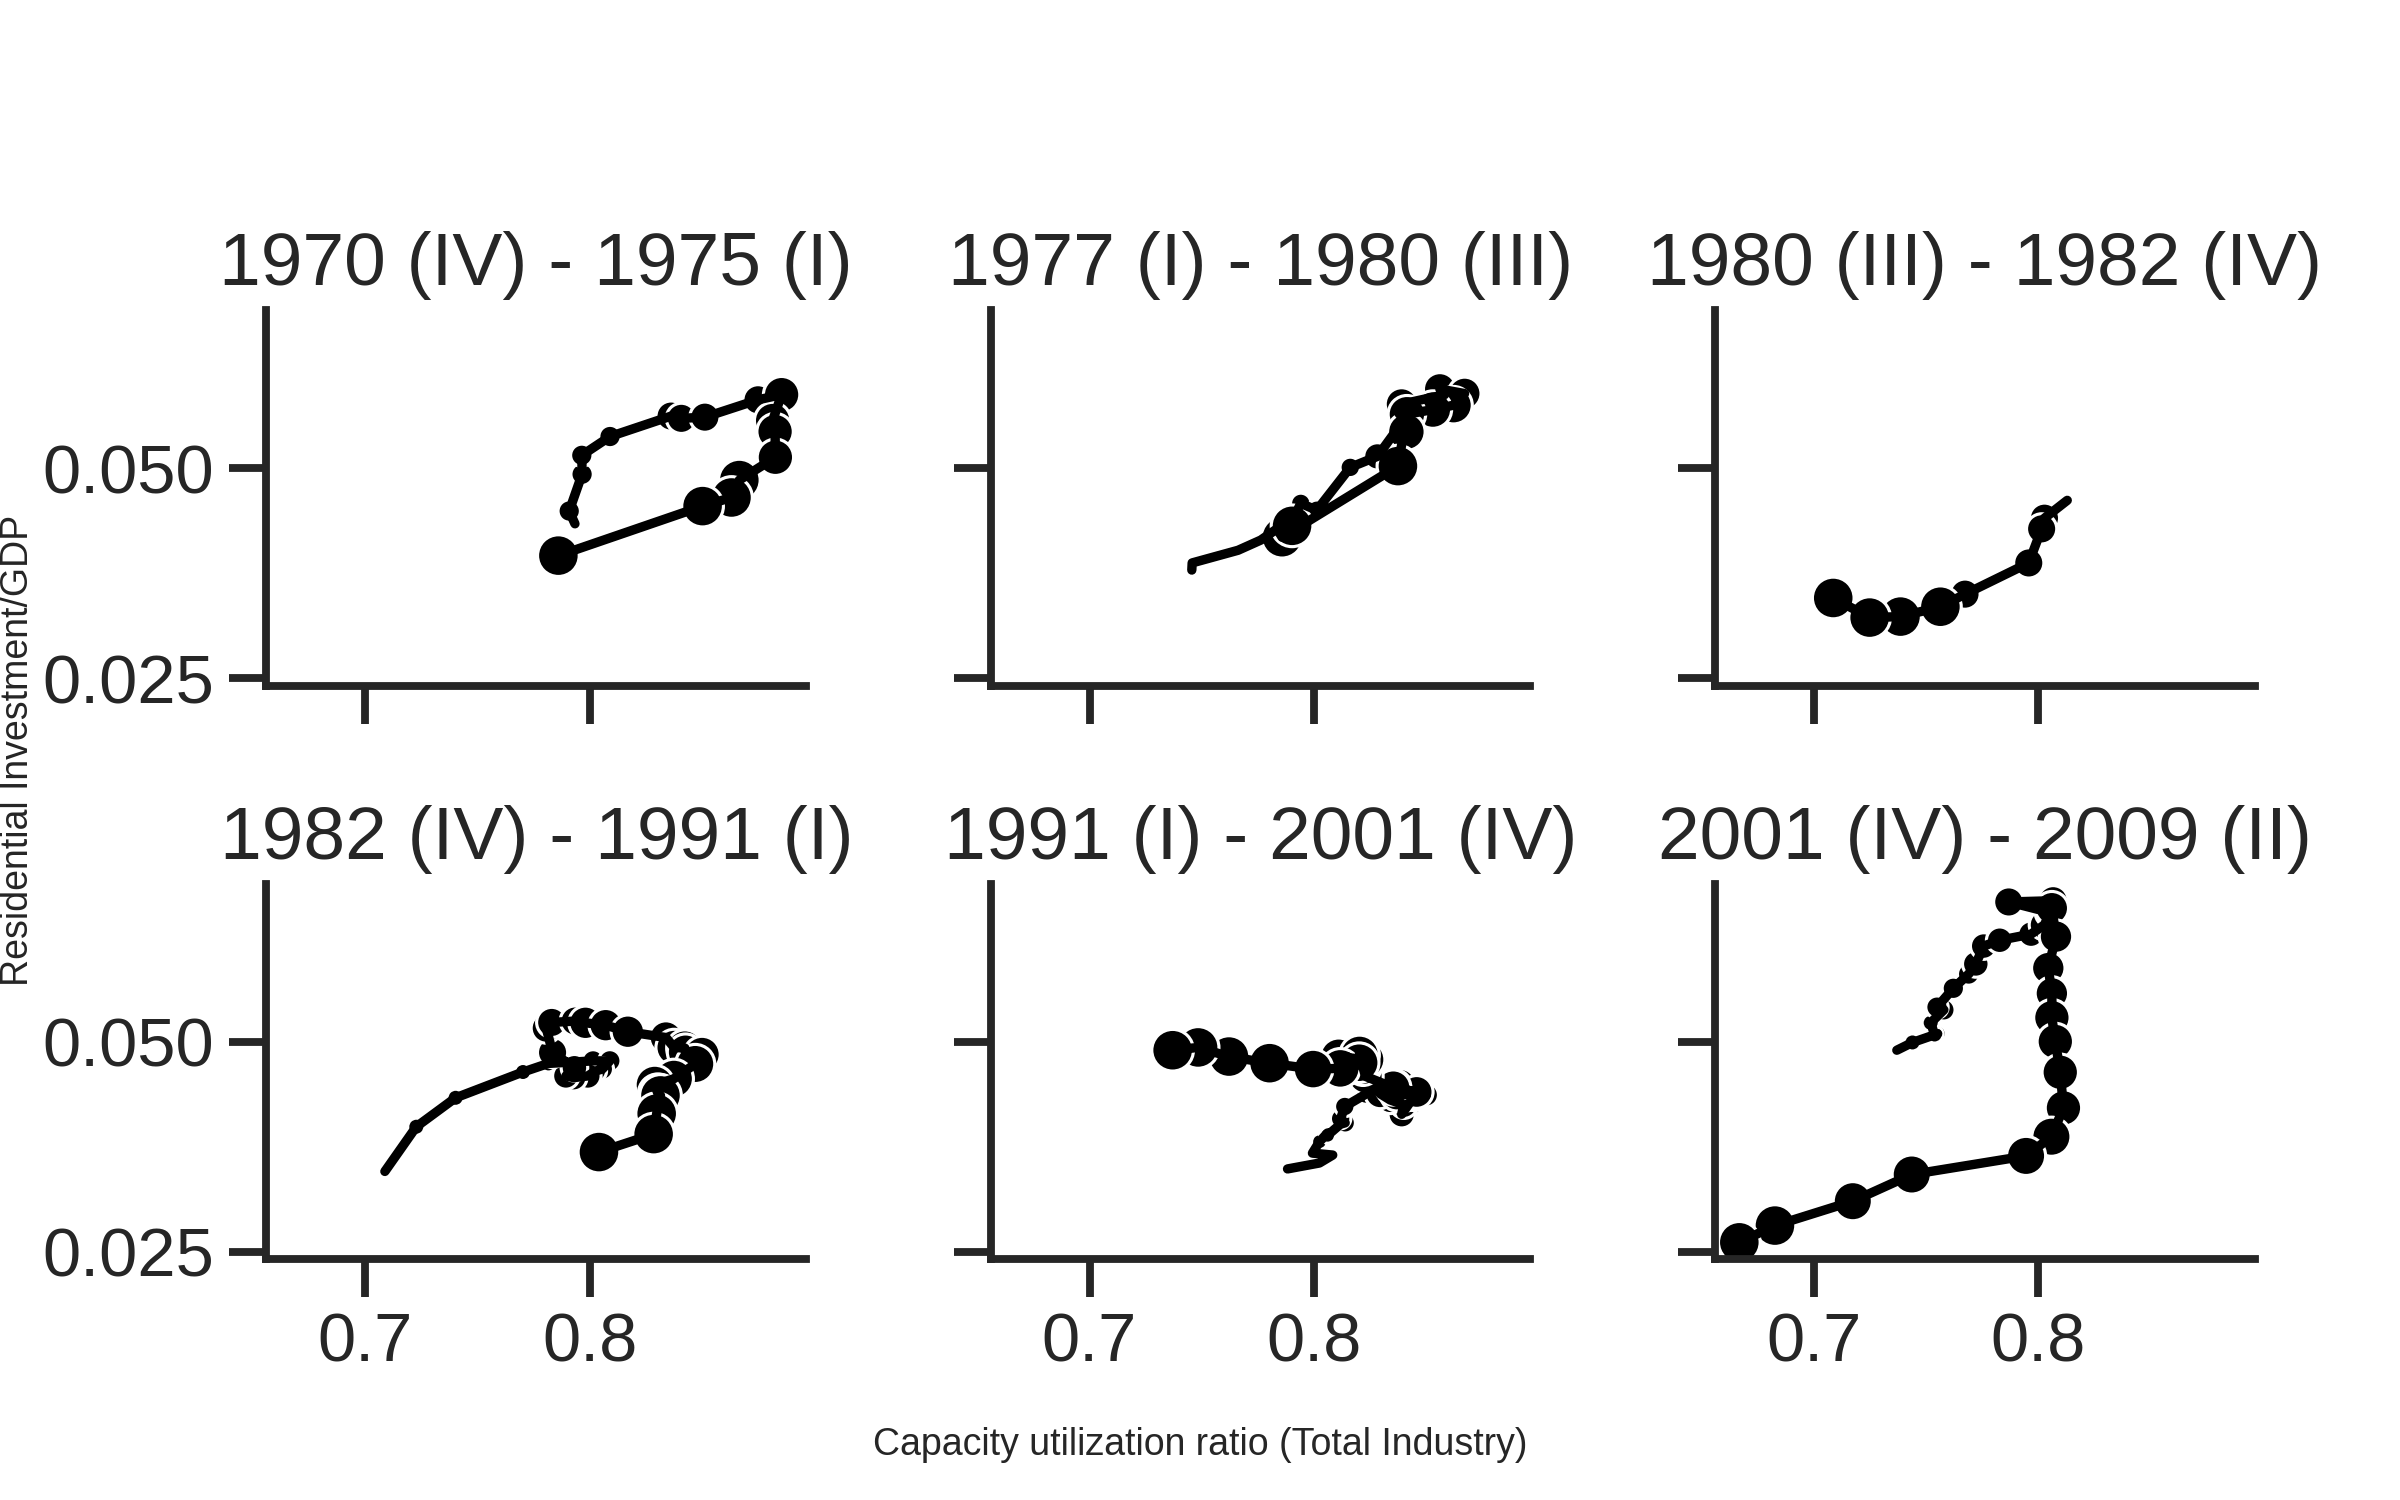 1970 (IV) - 1975 (I)
1977 (I) - 1980 (III)
1980 (III) - 1982 (IV)
0.050
0.025
Residential Investment/GDP
1982 (IV) - 1991 (I)
1991 (I) - 2001 (IV)
2001 (IV) - 2009 (II)
0.050
0.025
0.7 0.8
0.7 0.8
0.7 0.8
Capacity utilization ratio (Total Industry)